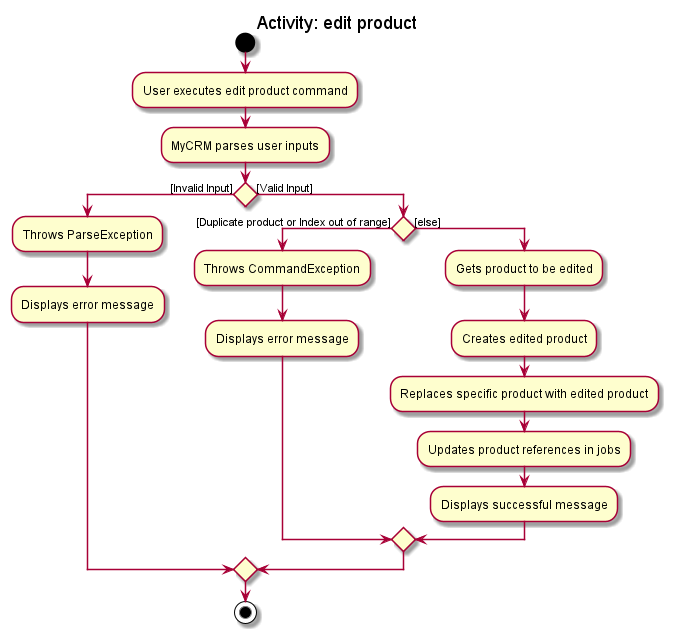 Activity: edit product
User executes edit product command
MyCRM parses user inputs
[Invalid Input]
[Valid Input]
Throws ParseException
Displays error message
[Duplicate product or Index out of range]
[else]
Throws CommandException
Displays error message
Gets product to be edited
Creates edited product
Replaces specific product with edited product
Updates product references in jobs
Displays successful message